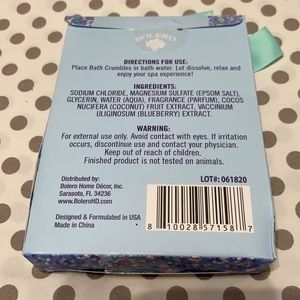 BOLERO
DIRECTIONS FOR USE:
Place Bath Crumbles in bath water. Let dissolve, relax and
enjoy your spa experience!
INGREDIENTS:
SODIUM CHLORIDE, MAGNESIUM SULFATE (EPSOM SALT),
GLYCERIN, WATER (AQUA), FRAGRANCE (PARFUM), COCOS
NUCIFERA (COCONUT) FRUIT EXTRACT, VACCINIUM
ULIGINOSUM (BLUEBERRY) EXTRACT.
WARNING:
For external use only. Avoid contact with eyes. If irritation
occurs, discontinue use and contact your physician.
Keep out of reach of children.
Finished product is not tested on animals.
LOT#: 061820
Distributed by:
Bolero Home Décor, Inc.
Sarasota, FL 34236
www.BoleroHD.com
Designed & Formulated in USA
Made in China
8 10028 57158 7